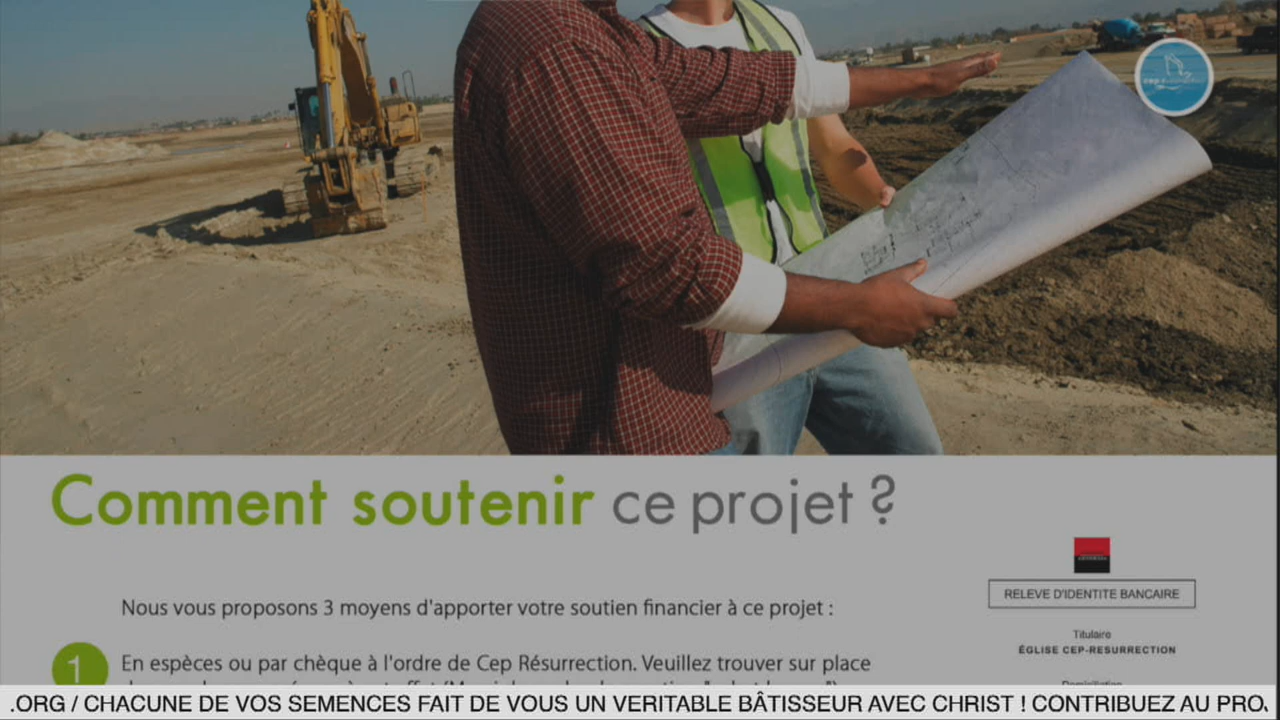 Comment soutenir ce projet ?
RELEVE D'IDENTITE BANCAIRE
Nous vous proposons 3 moyens d'apporter votre soutien financier à ce projet :
Titulaire
ÉGLISE CEP-RESURRECTION
1 En espèces ou par chèque à l'ordre de Cep Résurrection. Veuillez trouver sur place
.ORG / CHACUNE DE VOS SEMENCES FAIT DE VOUS UN VERITABLE BÂTISSEUR AVEC CHRIST ! CONTRIBUEZ AU PRO